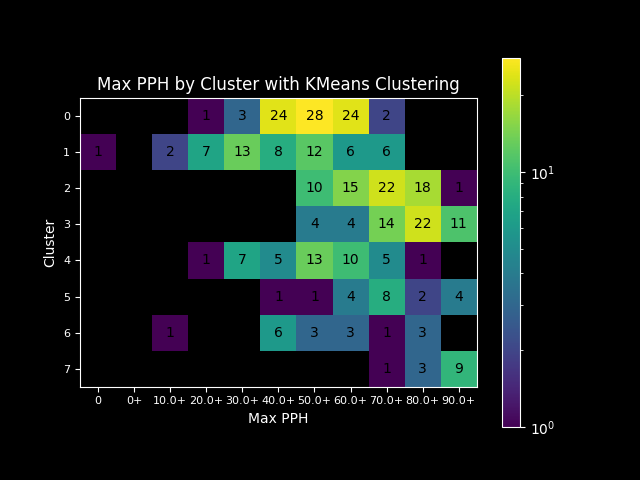 Max PPH by Cluster with KMeans Clustering
0 1 3 24 28 24 2
1 1 2 7 13 8 12 6 6
2 10 15 22 18 1
3 4 4 14 22 11
4 1 7 5 13 10 5 1
5 1 1 4 8 2 4
6 1 6 3 3 1 3
7 1 3 9
0 0+ 10.0+ 20.0+ 30.0+ 40.0+ 50.0+ 60.0+ 70.0+ 80.0+ 90.0+
Max PPH
Cluster
10¹
10⁰